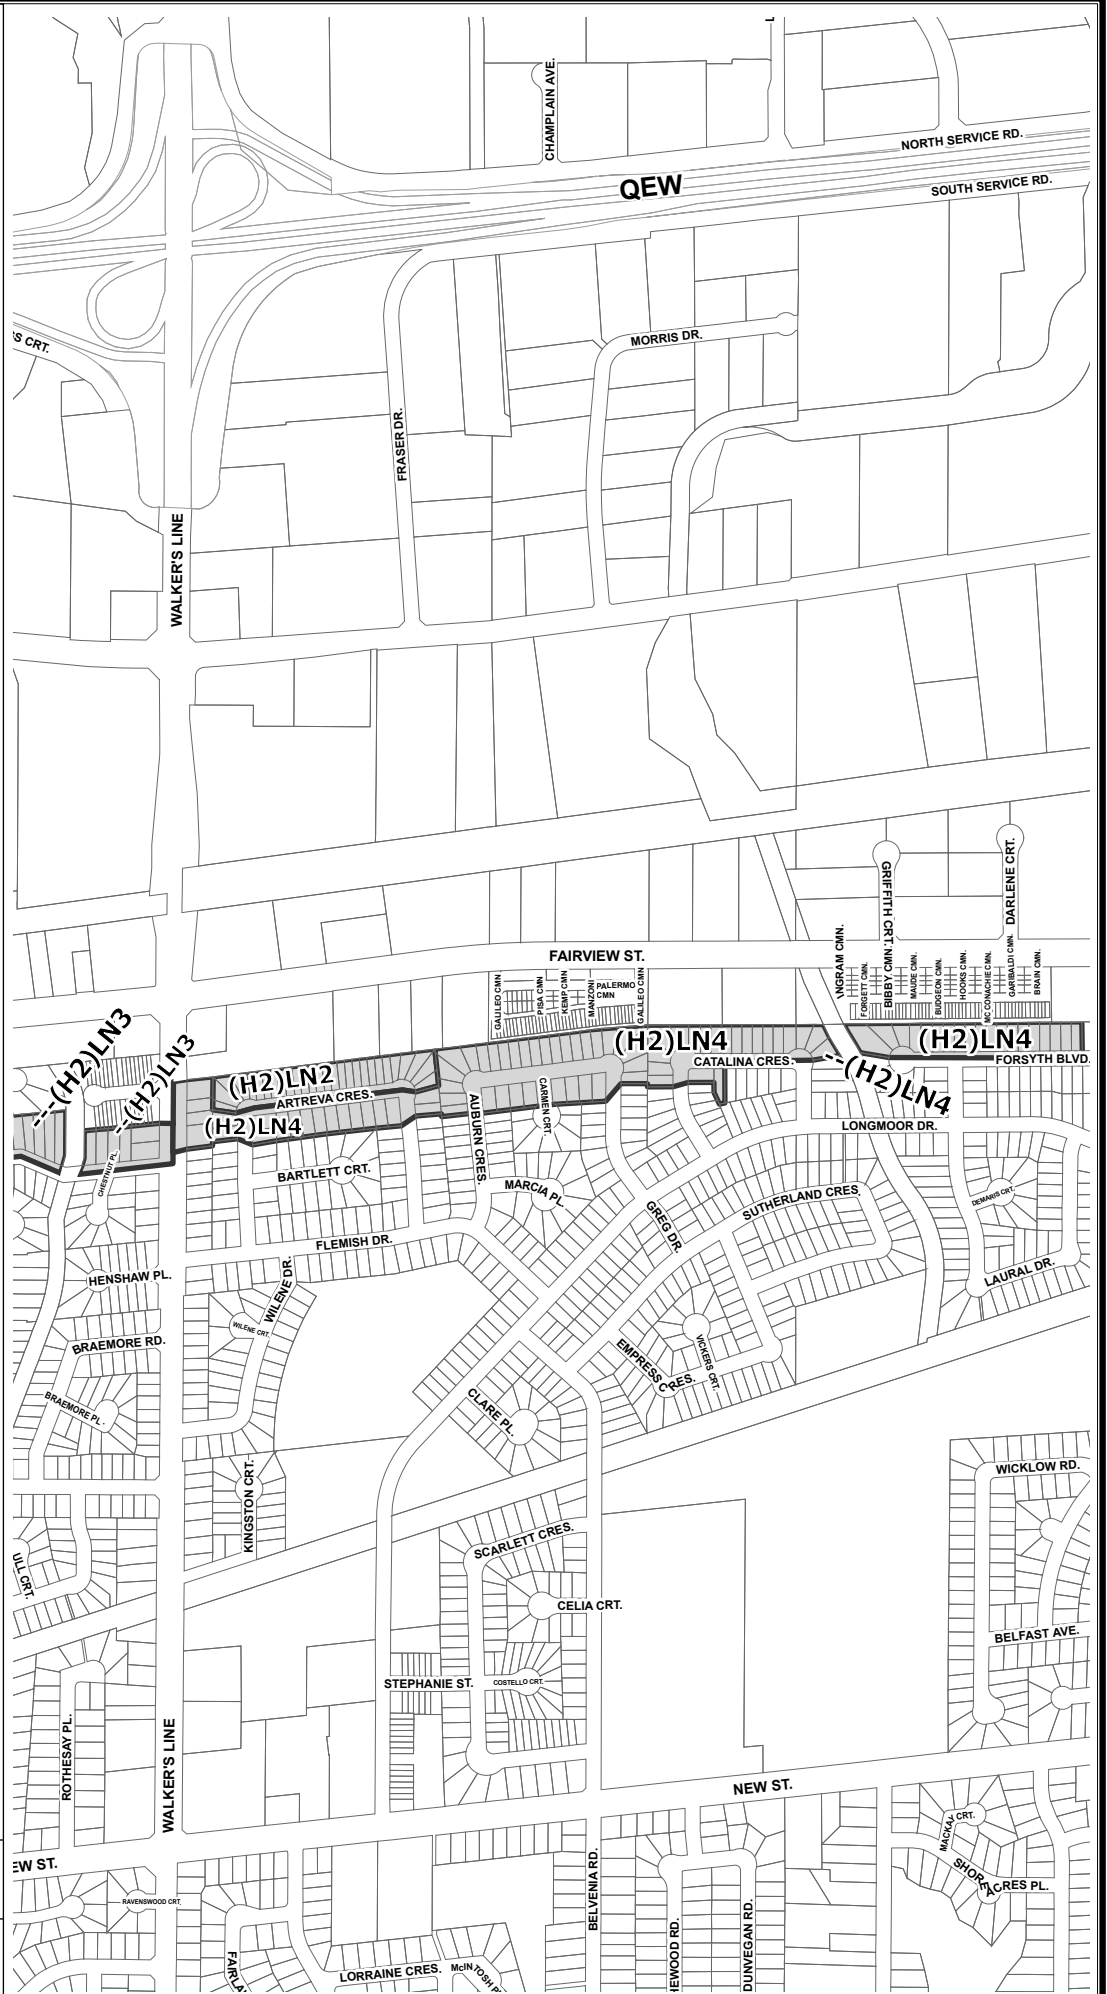 CHAMPLAIN AVE.
NORTH SERVICE RD.
QEW
SOUTH SERVICE RD.
MORRIS DR.
S CRT.
FRASER DR.
WALKER'S LINE
GRIFFITH CRT.
DARLENE CRT.
FAIRVIEW ST.
INGRAM CMN.
FORGETT CMN.
BIBBY CMN.
MAUDE CMN.
BUDGEON CMN.
HOOKS CMN.
MC CONACHIE CMN.
GARIBALDI CMN.
BRAIN CMN.
GALILEO CMN
PISA CMN
KEMP CMN
MANZONI
PALERMO
CMN
GALILEO CMN
---(H2)LN3
--(H2)LN3
(H2)LN4
(H2)LN4
CATALINA CRES.
FORSYTH BLVD.
--(H2)LN4
(H2)LN2
ARTREVA CRES.
(H2)LN4
AUBURN CRES.
CARMEN CRT.
LONGMOOR DR.
CHESTNUT PL.
BARTLETT CRT.
MARCIA PL.
SUTHERLAND CRES.
DEMARIS CRT.
GREG DR.
FLEMISH DR.
HENSHAW PL.
WILENE DR.
LAURAL DR.
WILENE CRT.
BRAEMORE RD.
EMPRESS CRES.
VICKERS CRT.
BRAEMORE PL.
CLARE PL.
WICKLOW RD.
KINGSTON CRT.
SCARLETT CRES.
ULL CRT.
CELIA CRT.
BELFAST AVE.
STEPHANIE ST.
COSTELLO CRT.
ROTHESAY PL.
WALKER'S LINE
NEW ST.
MACKAY CRT.
EW ST.
SHORE ACRES PL.
RAVENSWOOD CRT
BELVENIA RD.
HEWOOD RD.
DUNVEGAN RD.
FAIRLA
LORRAINE CRES.
McINTOSH P